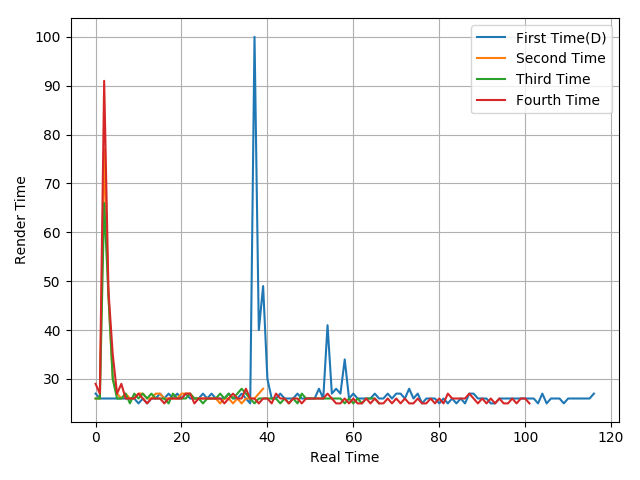 First Time(D)
Second Time
Third Time
Fourth Time
Render Time
100
90
80
70
60
50
40
30
0
20
40
60
80
100
120
Real Time